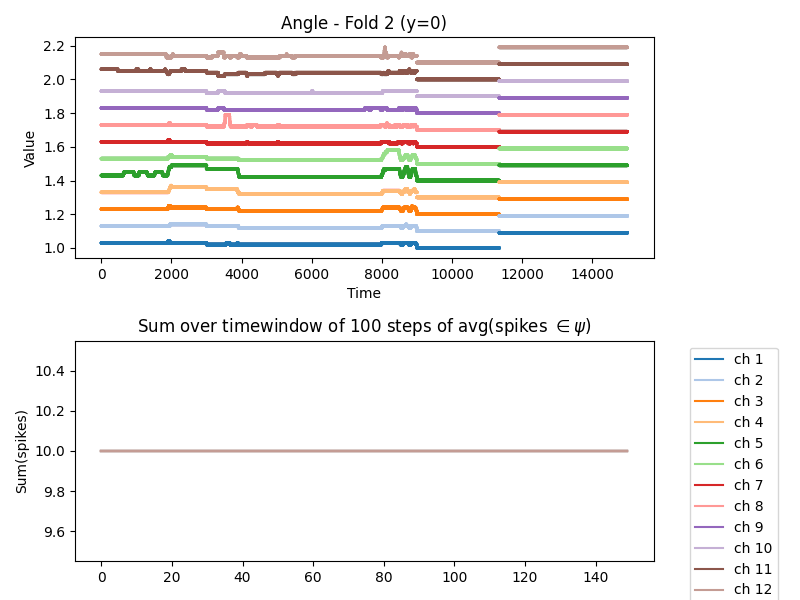 Angle - Fold 2 (y=0)
Value
2.2
2.0
1.8
1.6
1.4
1.2
1.0
0 2000 4000 6000 8000 10000 12000 14000
Time
Sum over timewindow of 100 steps of avg(spikes ∈ ψ)
Sum(spikes)
10.4
10.2
10.0
9.8
9.6
0 20 40 60 80 100 120 140
ch 1
ch 2
ch 3
ch 4
ch 5
ch 6
ch 7
ch 8
ch 9
ch 10
ch 11
ch 12